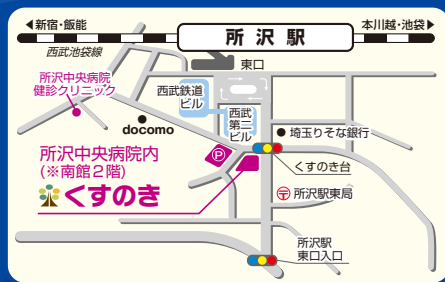 ◀新宿・飯能
本川越・池袋▶
所沢駅
西武池袋線
東口
所沢中央病院
健診クリニック
西武鉄道
ビル
西武
第二
ビル
docomo
埼玉りそな銀行
P
所沢中央病院内
(※南館2階)
くすのき
くすのき台
〒所沢駅東局
所沢駅
東口入口